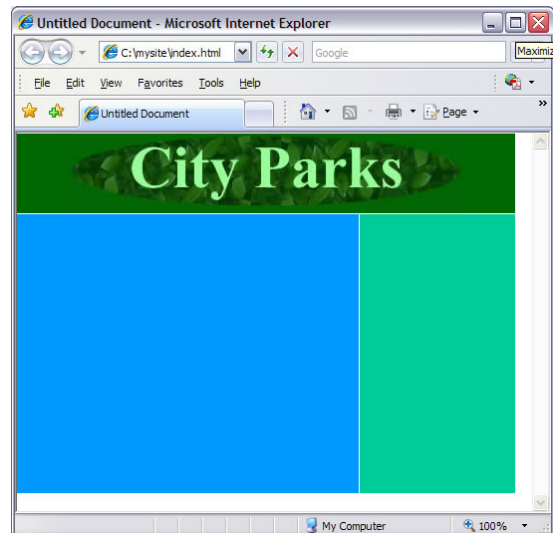 Untitled Document - Microsoft Internet Explorer
C:\mysite\index.html Google
Maximiz
File Edit View Favorites Tools Help
Untitled Document Page »
City Parks
My Computer 100%